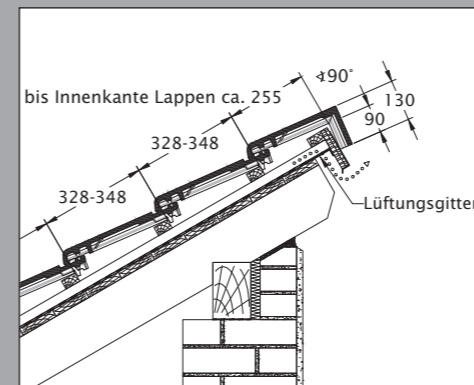 ∢90°
bis Innenkante Lappen ca. 255
130
90
328-348
328-348
Lüftungsgitter